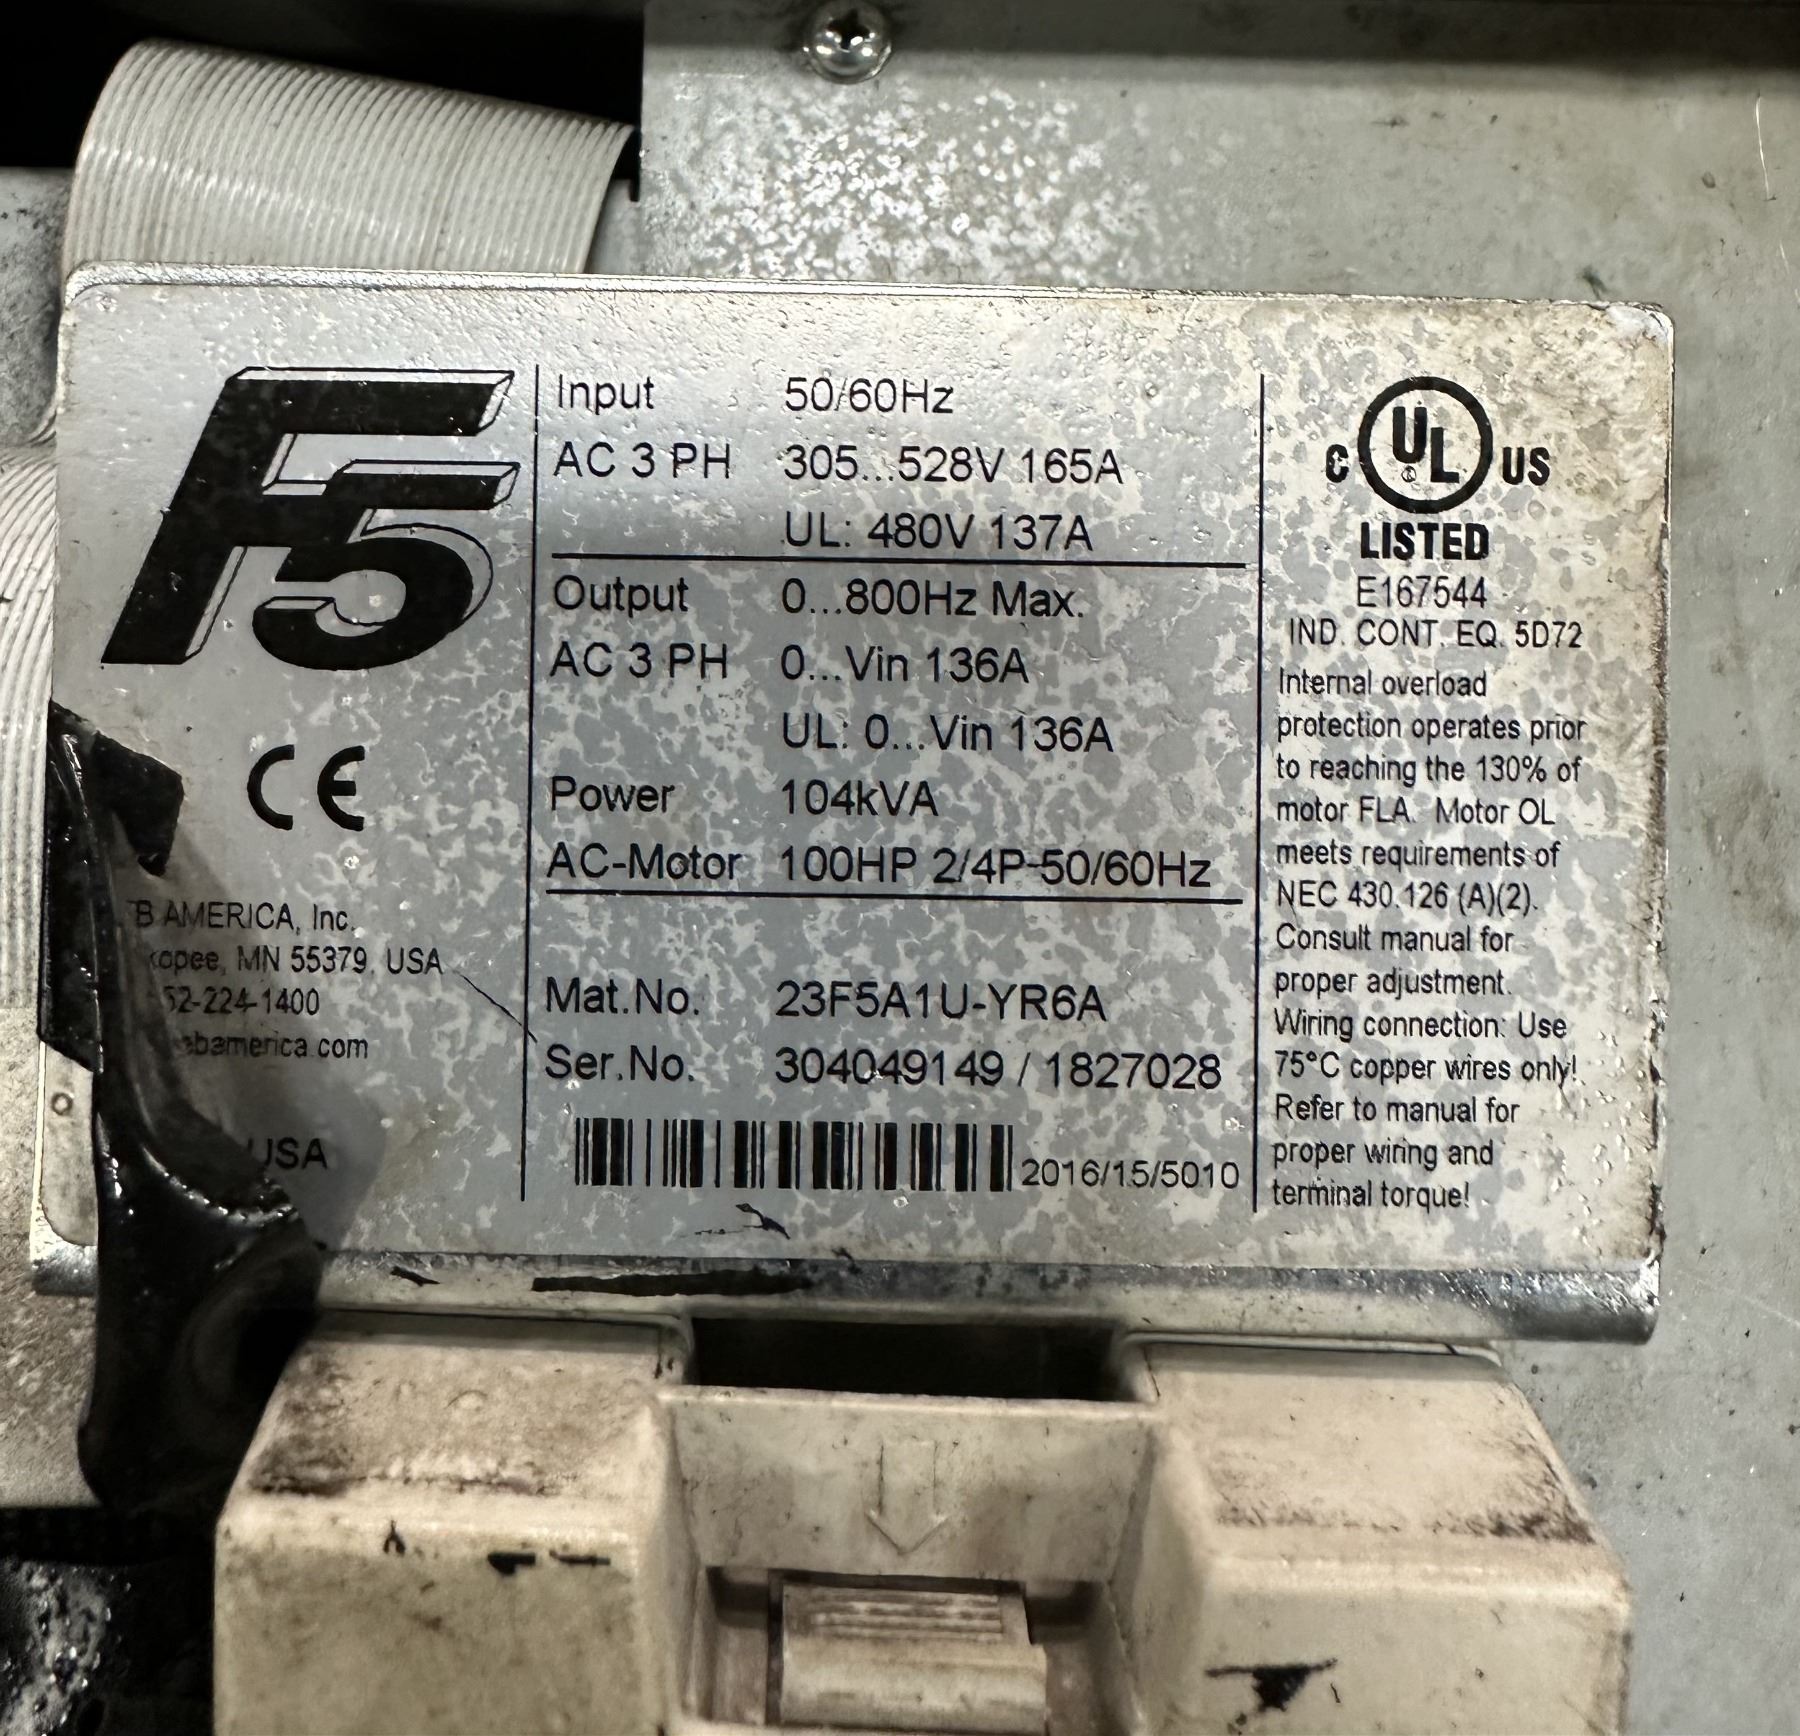 F5
CE
B AMERICA, Inc.
kopee, MN 55379, USA
52-224-1400
ebamerica.com
USA
Input 50/60Hz
AC 3 PH 305...528V 165A
UL: 480V 137A
Output 0...800Hz Max.
AC 3 PH 0...Vin 136A
UL: 0...Vin 136A
Power 104kVA
AC-Motor 100HP 2/4P-50/60Hz
Mat.No. 23F5A1U-YR6A
Ser.No. 304049149 / 1827028
2016/15/5010
C UL ® US
LISTED
E167544
IND. CONT. EQ. 5D72
Internal overload
protection operates prior
to reaching the 130% of
motor FLA. Motor OL
meets requirements of
NEC 430.126 (A)(2).
Consult manual for
proper adjustment.
Wiring connection: Use
75°C copper wires only!
Refer to manual for
proper wiring and
terminal torque!